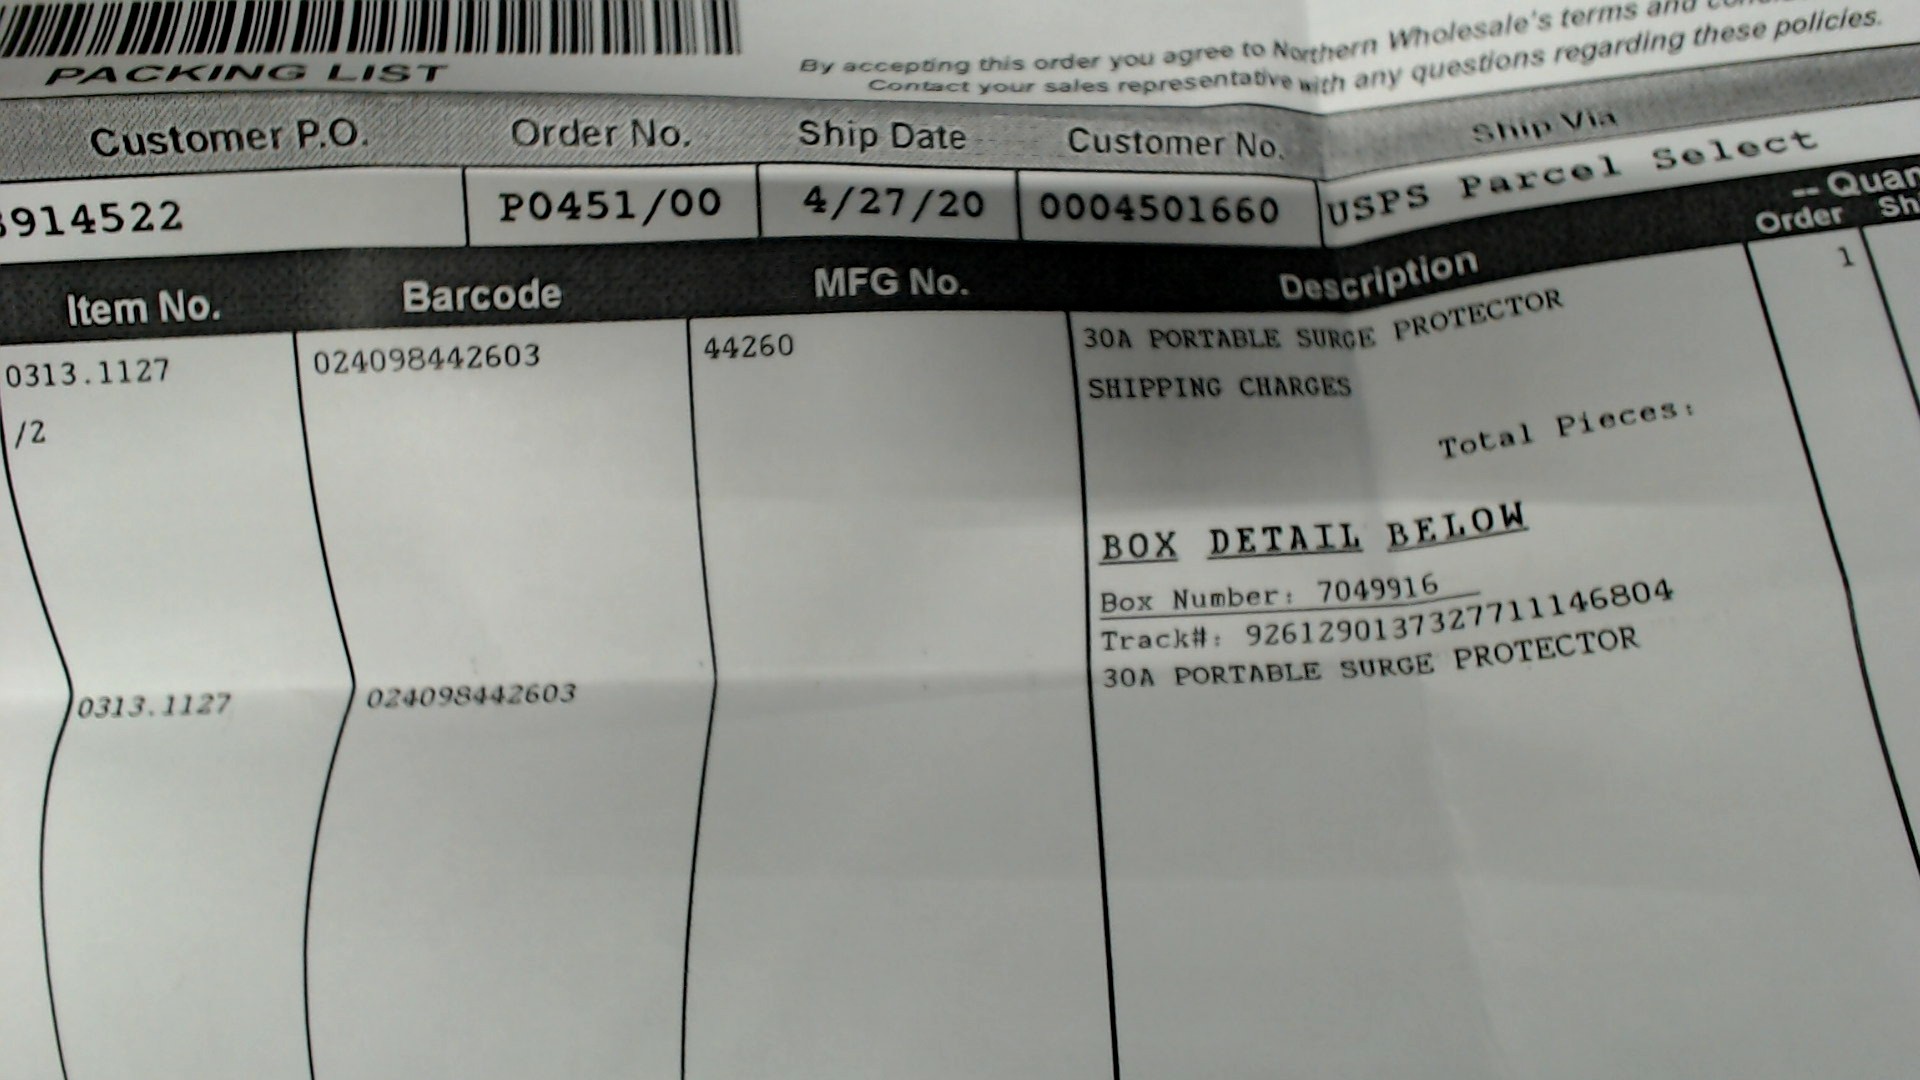 PACKING LIST
By accepting this order you agree to Northern Wholesale's terms and
Contact your sales representative with any questions regarding these policies.
Customer P.O. Order No. Ship Date Customer No. Ship Via
914522 P0451/00 4/27/20 0004501660 USPS Parcel Select
Item No. Barcode MFG No. Description Order
0313.1127 024098442603 44260 30A PORTABLE SURGE PROTECTOR 1
/2 SHIPPING CHARGES
Total Pieces:
BOX DETAIL BELOW
Box Number: 7049916
Track#: 9261290137327711146804
0313.1127 024098442603 30A PORTABLE SURGE PROTECTOR